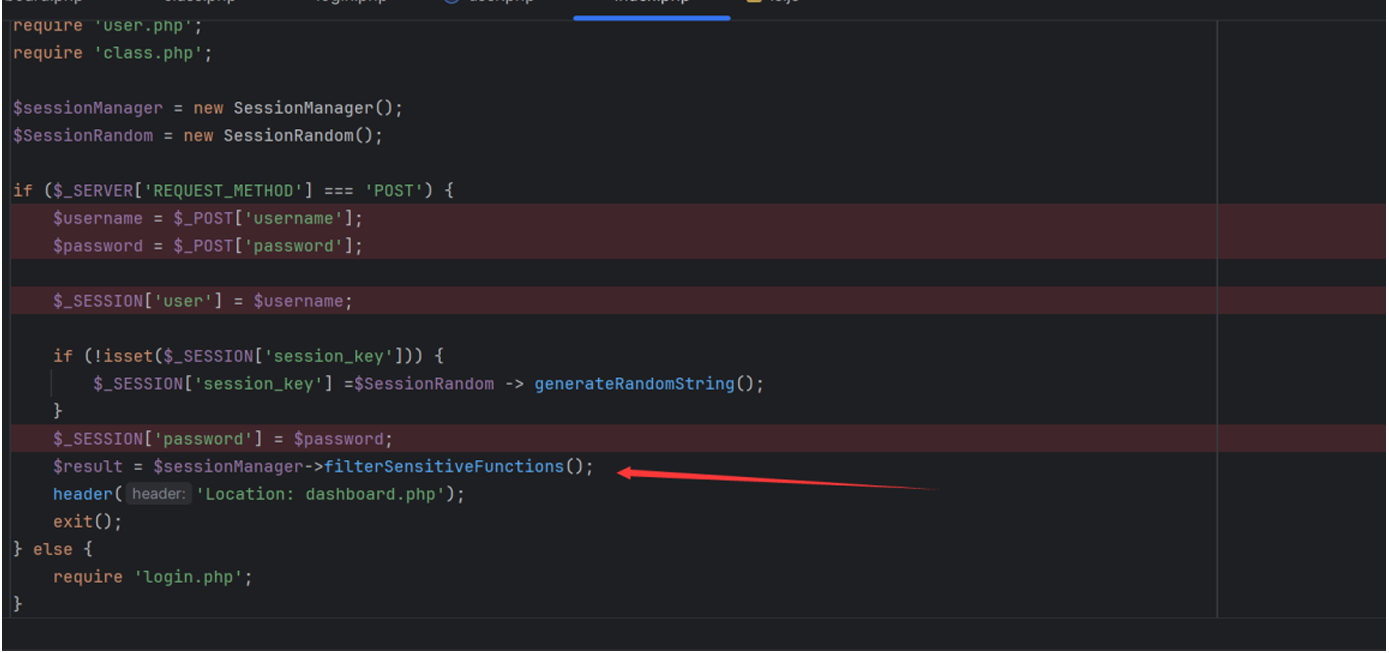 require 'user.php';
require 'class.php';
$sessionManager = new SessionManager();
$SessionRandom = new SessionRandom();
if ($_SERVER['REQUEST_METHOD'] === 'POST') {
$username = $_POST['username'];
$password = $_POST['password'];
$_SESSION['user'] = $username;
if (!isset($_SESSION['session_key'])) {
$_SESSION['session_key'] =$SessionRandom -> generateRandomString();
}
$_SESSION['password'] = $password;
$result = $sessionManager->filterSensitiveFunctions();
header( header: 'Location: dashboard.php');
exit();
} else {
require 'login.php';
}